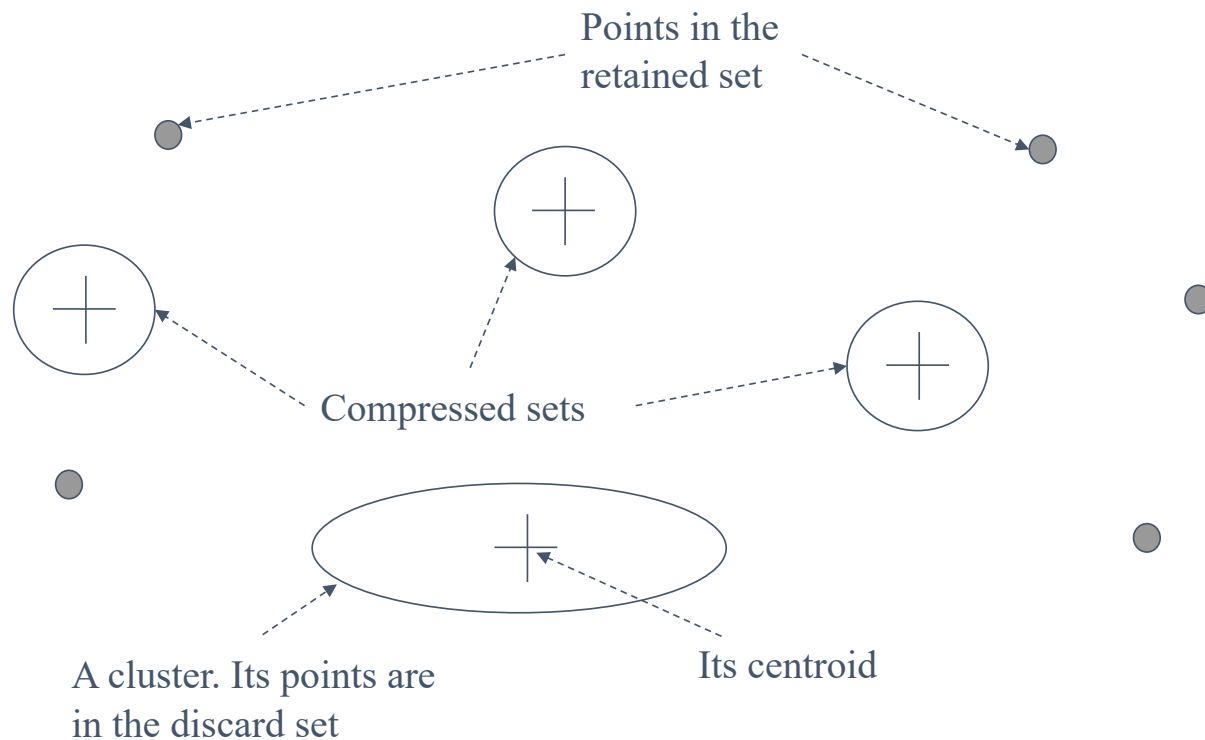 Points in the
retained set
Compressed sets
Its centroid
A cluster. Its points are
in the discard set